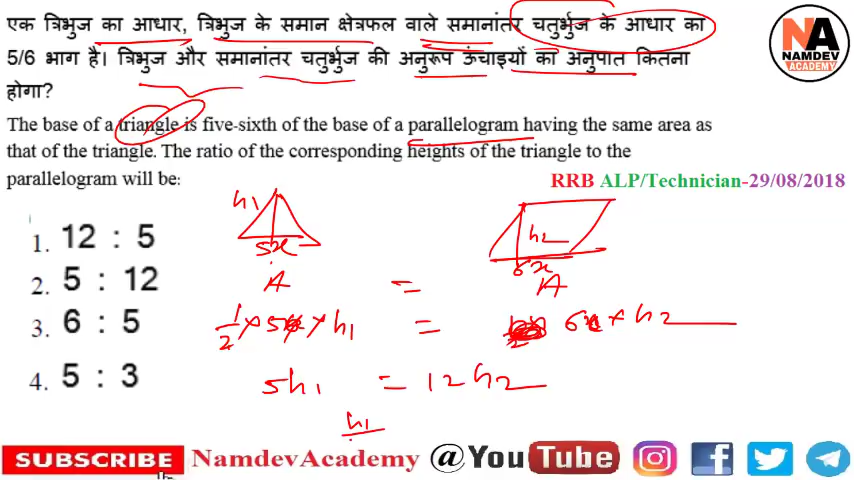 एक त्रिभुज का आधार, त्रिभुज के समान क्षेत्रफल वाले समानांतर चतुर्भुज के आधार का
5/6 भाग है। त्रिभुज और समानांतर चतुर्भुज की अनुरूप ऊंचाइयों का अनुपात कितना
होगा?
NA
NAMDEV
ACADEMY
The base of a triangle is five-sixth of the base of a parallelogram having the same area as
that of the triangle. The ratio of the corresponding heights of the triangle to the
parallelogram will be:
RRB ALP/Technician-29/08/2018
1. 12 : 5
2. 5 : 12
3. 6 : 5
4. 5 : 3
h1
5x
h2
6x
A = A
1/2 × 5x × h1 = 6x × h2
5h1 = 12h2
h1
SUBSCRIBE NamdevAcademy @YouTube